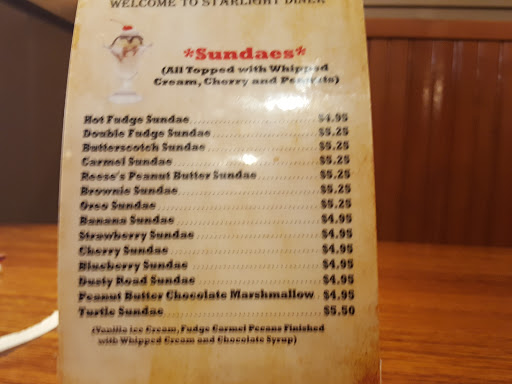 WELCOME TO STARLIGHT DINER
*Sundaes*
(All Topped with Whipped
Cream, Cherry and Peanuts)
Hot Fudge Sundae $4.95
Double Fudge Sundae $5.25
Butterscotch Sundae $5.25
Carmel Sundae $5.25
Reese's Peanut Butter Sundae $5.25
Brownie Sundae $5.25
Oreo Sundae $5.25
Banana Sundae $4.95
Strawberry Sundae $4.95
Cherry Sundae $4.95
Blueberry Sundae $4.95
Dusty Road Sundae $4.95
Peanut Butter Chocolate Marshmallow $4.95
Turtle Sundae $5.50
(Vanilla Ice Cream, Fudge Carmel Pecans Finished
with Whipped Cream and Chocolate Syrup)